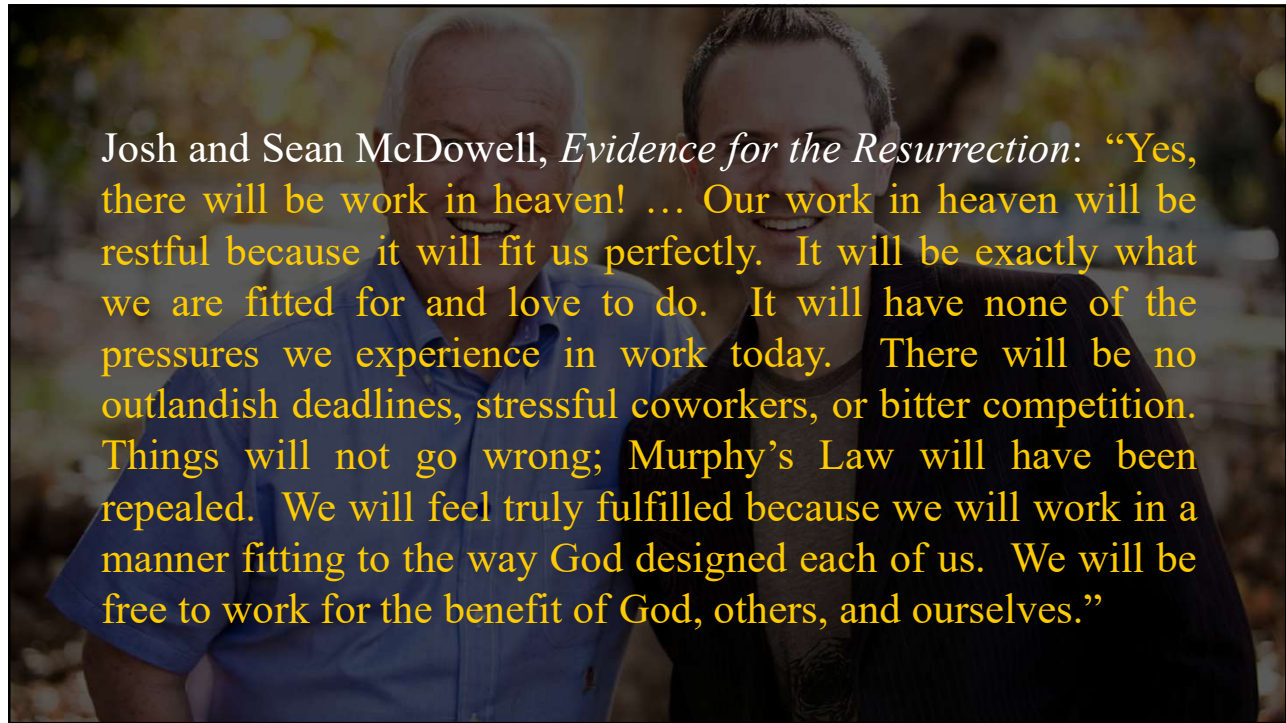 Josh and Sean McDowell, Evidence for the Resurrection:  “Yes,
there will be work in heaven! … Our work in heaven will be
restful because it will fit us perfectly.  It will be exactly what
we are fitted for and love to do.  It will have none of the
pressures we experience in work today.  There will be no
outlandish deadlines, stressful coworkers, or bitter competition.
Things will not go wrong; Murphy’s Law will have been
repealed.  We will feel truly fulfilled because we will work in a
manner fitting to the way God designed each of us.  We will be
free to work for the benefit of God, others, and ourselves.”